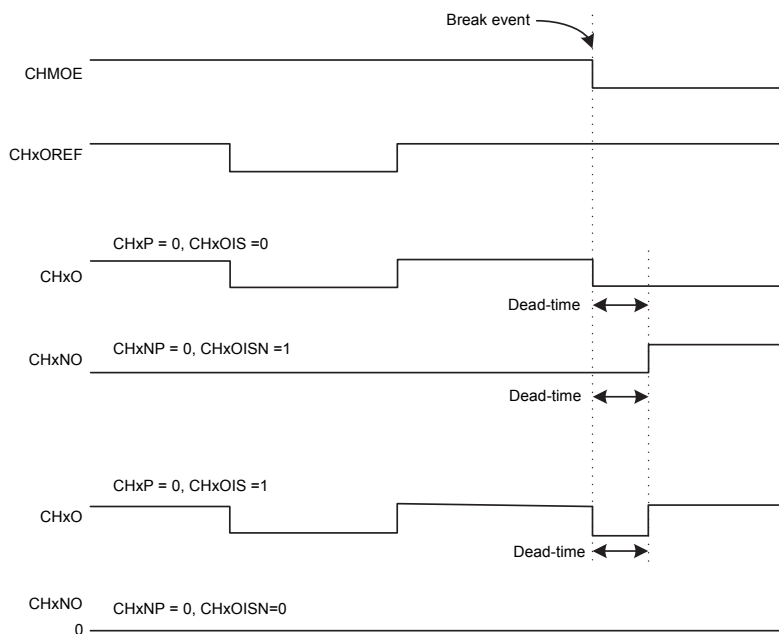 Break event
CHMOE
CHxOREF
CHxP = 0, CHxOIS =0
CHxO
Dead-time
CHxNP = 0, CHxOISN =1
CHxNO
Dead-time
CHxP = 0, CHxOIS =1
CHxO
Dead-time
CHxNO
CHxNP = 0, CHxOISN=0
0